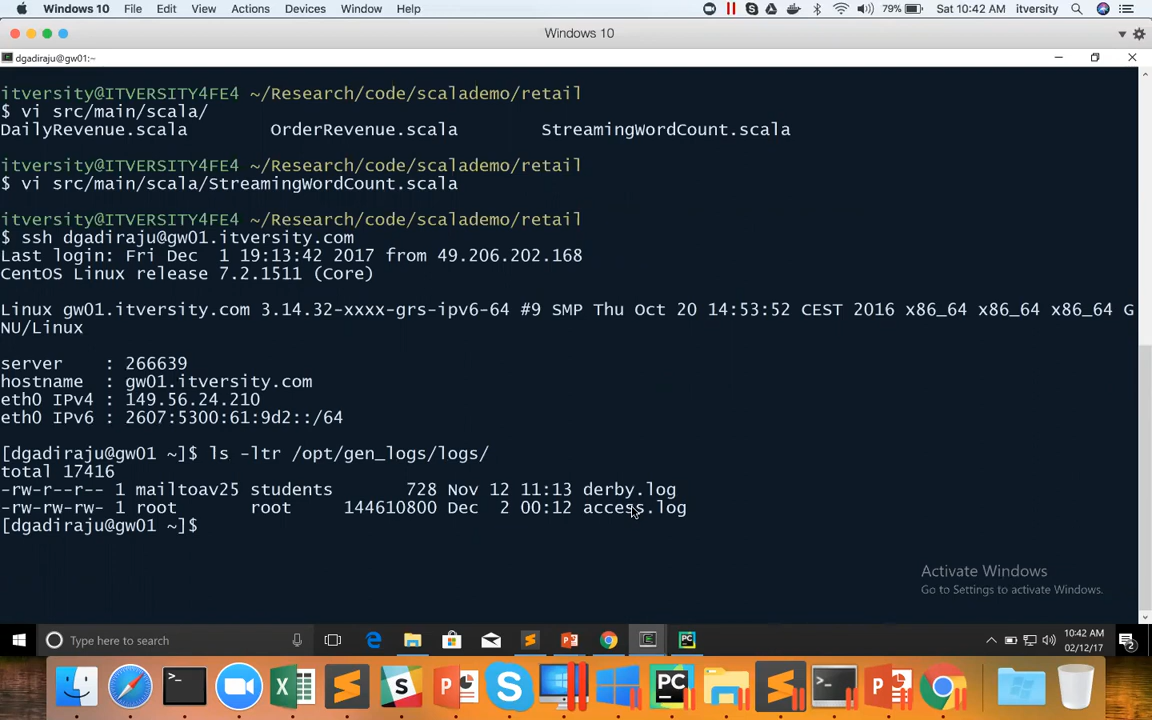 Windows 10 File Edit View Actions Devices Window Help 79% Sat 10:42 AM itversity
Windows 10
dgadiraju@gw01:~
itversity@ITVERSITY4FE4 ~/Research/code/scalademo/retail
$ vi src/main/scala/
DailyRevenue.scala OrderRevenue.scala StreamingWordCount.scala
itversity@ITVERSITY4FE4 ~/Research/code/scalademo/retail
$ vi src/main/scala/StreamingWordCount.scala
itversity@ITVERSITY4FE4 ~/Research/code/scalademo/retail
$ ssh dgadiraju@gw01.itversity.com
Last login: Fri Dec  1 19:13:42 2017 from 49.206.202.168
CentOS Linux release 7.2.1511 (Core)
Linux gw01.itversity.com 3.14.32-xxxx-grs-ipv6-64 #9 SMP Thu Oct 20 14:53:52 CEST 2016 x86_64 x86_64 x86_64 G
NU/Linux
server : 266639
hostname : gw01.itversity.com
eth0 IPv4 : 149.56.24.210
eth0 IPv6 : 2607:5300:61:9d2::/64
[dgadiraju@gw01 ~]$ ls -ltr /opt/gen_logs/logs/
total 17416
-rw-r--r-- 1 mailtoav25 students 728 Nov 12 11:13 derby.log
-rw-rw-rw- 1 root root 144610800 Dec  2 00:12 access.log
[dgadiraju@gw01 ~]$
Activate Windows
Go to Settings to activate Windows.
Type here to search
10:42 AM
02/12/17
2